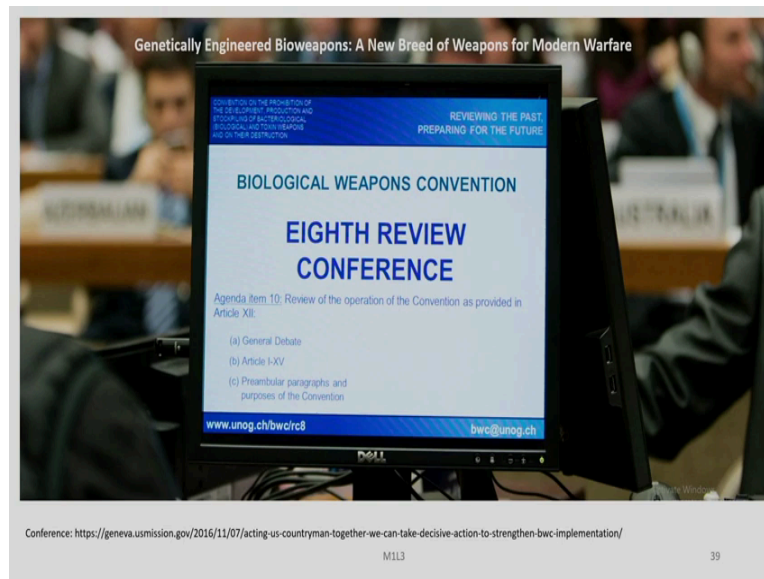 Genetically Engineered Bioweapons: A New Breed of Weapons for Modern Warfare
CONVENTION ON THE PROHIBITION OF
THE DEVELOPMENT, PRODUCTION AND
STOCKPILING OF BACTERIOLOGICAL
(BIOLOGICAL) AND TOXIN WEAPONS
AND ON THEIR DESTRUCTION
REVIEWING THE PAST,
PREPARING FOR THE FUTURE
BIOLOGICAL WEAPONS CONVENTION
EIGHTH REVIEW
CONFERENCE
Agenda item 10: Review of the operation of the Convention as provided in
Article XII:
(a) General Debate
(b) Article I-XV
(c) Preambular paragraphs and
purposes of the Convention
www.unog.ch/bwc/rc8
bwc@unog.ch
DELL
AZERBAIJAN
AUSTRALIA
Conference: https://geneva.usmission.gov/2016/11/07/acting-us-countryman-together-we-can-take-decisive-action-to-strengthen-bwc-implementation/
M1L3
39